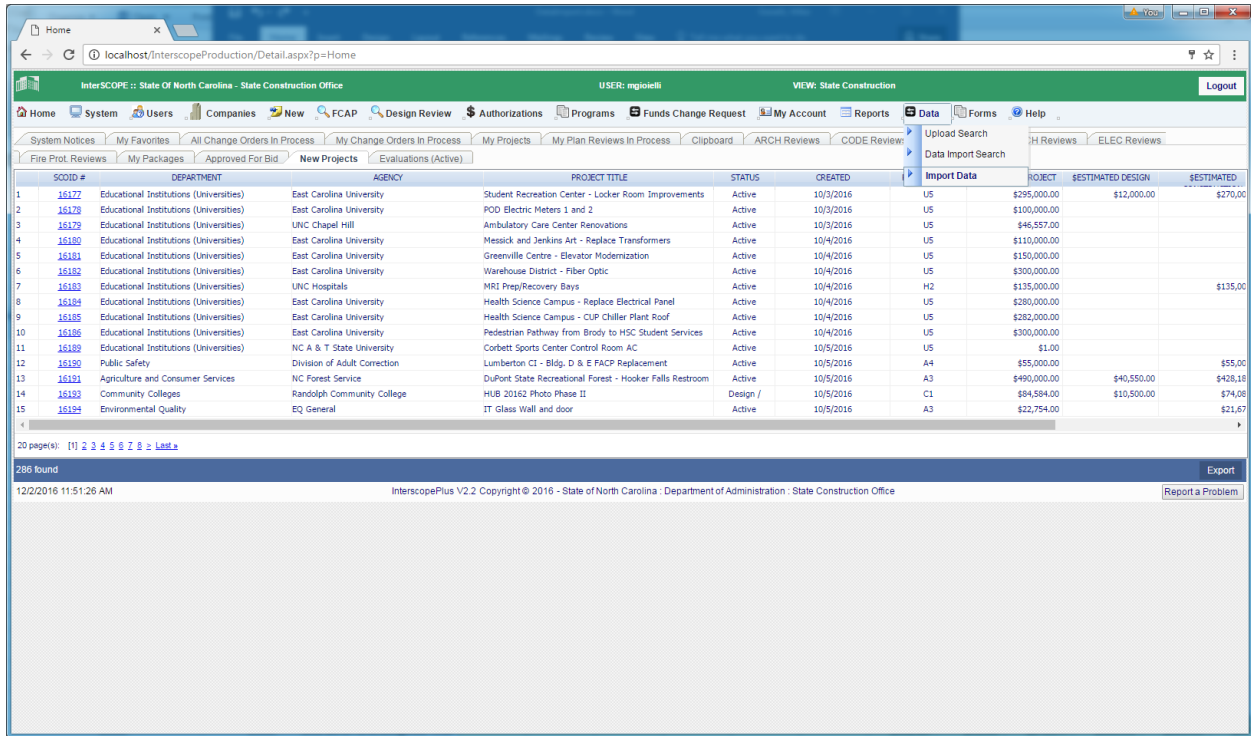 You
Home
localhost/InterscopeProduction/Detail.aspx?p=Home
InterSCOPE :: State Of North Carolina - State Construction Office USER: mgioielli VIEW: State Construction Logout
Home System Users Companies New FCAP Design Review Authorizations Programs Funds Change Request My Account Reports Data Forms Help
System Notices My Favorites All Change Orders In Process My Change Orders In Process My Projects My Plan Reviews In Process Clipboard ARCH Reviews CODE Review CH Reviews ELEC Reviews
Upload Search
Data Import Search
Import Data
Fire Prot. Reviews My Packages Approved For Bid New Projects Evaluations (Active)
SCOID # DEPARTMENT AGENCY PROJECT TITLE STATUS CREATED ROJECT $ESTIMATED DESIGN $ESTIMATED
1 16177 Educational Institutions (Universities) East Carolina University Student Recreation Center - Locker Room Improvements Active 10/3/2016 U5 $295,000.00 $12,000.00 $270,00
2 16178 Educational Institutions (Universities) East Carolina University POD Electric Meters 1 and 2 Active 10/3/2016 U5 $100,000.00
3 16179 Educational Institutions (Universities) UNC Chapel Hill Ambulatory Care Center Renovations Active 10/3/2016 U5 $46,557.00
4 16180 Educational Institutions (Universities) East Carolina University Messick and Jenkins Art - Replace Transformers Active 10/4/2016 U5 $110,000.00
5 16181 Educational Institutions (Universities) East Carolina University Greenville Centre - Elevator Modernization Active 10/4/2016 U5 $150,000.00
6 16182 Educational Institutions (Universities) East Carolina University Warehouse District - Fiber Optic Active 10/4/2016 U5 $300,000.00
7 16183 Educational Institutions (Universities) UNC Hospitals MRI Prep/Recovery Bays Active 10/4/2016 H2 $135,000.00 $135,00
8 16184 Educational Institutions (Universities) East Carolina University Health Science Campus - Replace Electrical Panel Active 10/4/2016 U5 $280,000.00
9 16185 Educational Institutions (Universities) East Carolina University Health Science Campus - CUP Chiller Plant Roof Active 10/4/2016 U5 $282,000.00
10 16186 Educational Institutions (Universities) East Carolina University Pedestrian Pathway from Brody to HSC Student Services Active 10/4/2016 U5 $300,000.00
11 16189 Educational Institutions (Universities) NC A & T State University Corbett Sports Center Control Room AC Active 10/5/2016 U5 $1.00
12 16190 Public Safety Division of Adult Correction Lumberton CI - Bldg. D & E FACP Replacement Active 10/5/2016 A4 $55,000.00 $55,00
13 16191 Agriculture and Consumer Services NC Forest Service DuPont State Recreational Forest - Hooker Falls Restroom Active 10/5/2016 A3 $490,000.00 $40,550.00 $428,18
14 16193 Community Colleges Randolph Community College HUB 20162 Photo Phase II Design / 10/5/2016 C1 $84,584.00 $10,500.00 $74,08
15 16194 Environmental Quality EQ General IT Glass Wall and door Active 10/5/2016 A3 $22,754.00 $21,67
20 page(s): [1] 2 3 4 5 6 7 8 > Last »
286 found Export
12/2/2016 11:51:26 AM InterscopePlus V2.2 Copyright © 2016 - State of North Carolina : Department of Administration : State Construction Office Report a Problem